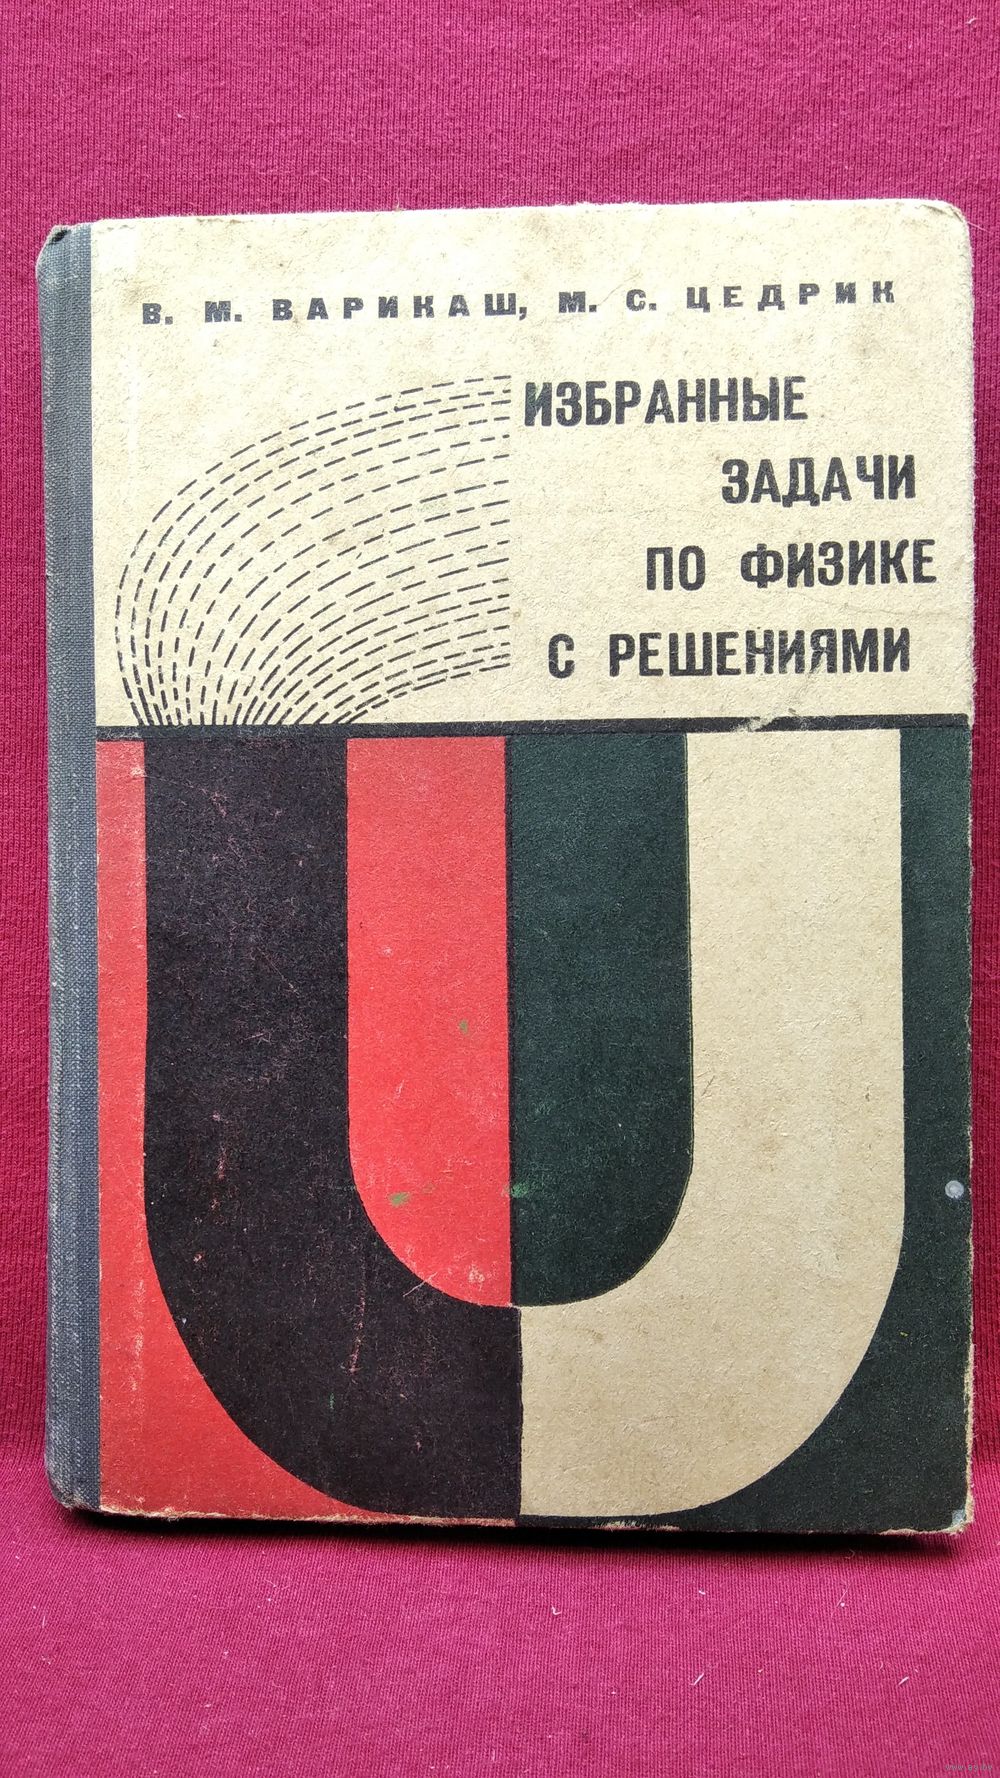 В. М. ВАРИКАШ, М. С. ЦЕДРИК
ИЗБРАННЫЕ
ЗАДАЧИ
ПО ФИЗИКЕ
С РЕШЕНИЯМИ